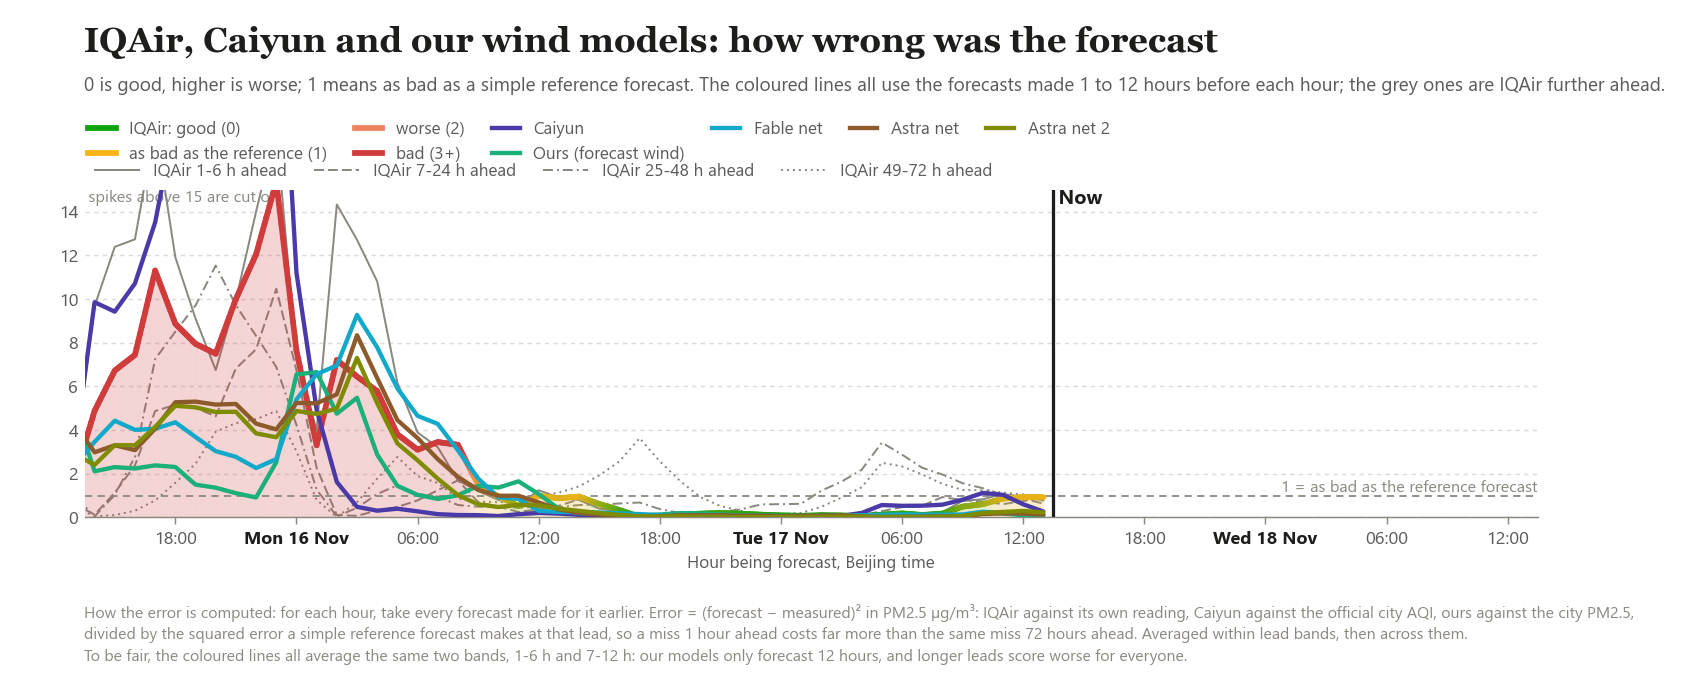 IQAir, Caiyun and our wind models: how wrong was the forecast
0 is good, higher is worse; 1 means as bad as a simple reference forecast. The coloured lines all use the forecasts made 1 to 12 hours before each hour; the grey ones are IQAir further ahead.
IQAir: good (0) worse (2) Caiyun Fable net Astra net Astra net 2
as bad as the reference (1) bad (3+) Ours (forecast wind)
IQAir 1-6 h ahead IQAir 7-24 h ahead IQAir 25-48 h ahead IQAir 49-72 h ahead
spikes above 15 are cut o
Now
14
12
10
8
6
4
2
0
1 = as bad as the reference forecast
18:00 Mon 16 Nov 06:00 12:00 18:00 Tue 17 Nov 06:00 12:00 18:00 Wed 18 Nov 06:00 12:00
Hour being forecast, Beijing time
How the error is computed: for each hour, take every forecast made for it earlier. Error = (forecast − measured)² in PM2.5 µg/m³: IQAir against its own reading, Caiyun against the official city AQI, ours against the city PM2.5,
divided by the squared error a simple reference forecast makes at that lead, so a miss 1 hour ahead costs far more than the same miss 72 hours ahead. Averaged within lead bands, then across them.
To be fair, the coloured lines all average the same two bands, 1-6 h and 7-12 h: our models only forecast 12 hours, and longer leads score worse for everyone.